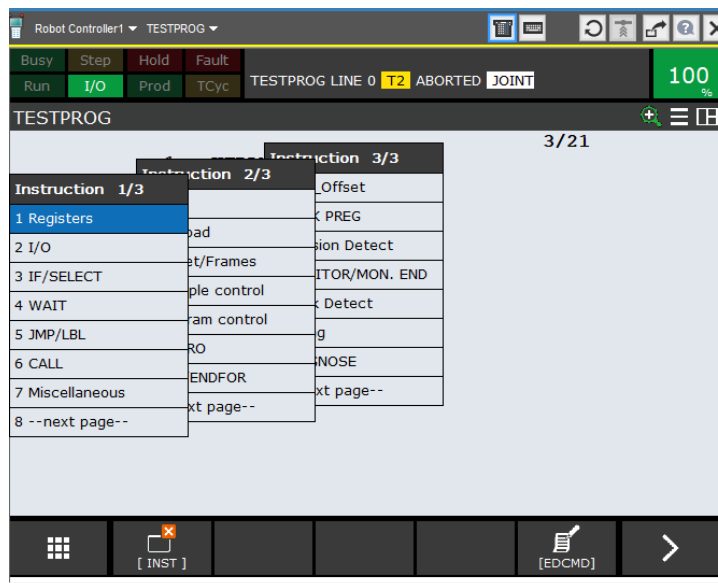 Robot Controller1 TESTPROG
Busy Step Hold Fault
Run I/O Prod TCyc
TESTPROG LINE 0 T2 ABORTED JOINT
100
%
TESTPROG
3/21
Instruction 1/3
1 Registers
2 I/O
3 IF/SELECT
4 WAIT
5 JMP/LBL
6 CALL
7 Miscellaneous
8 --next page--
uction 2/3
oad
et/Frames
ple control
ram control
RO
ENDFOR
xt page--
Instruction 3/3
_Offset
K PREG
sion Detect
ITOR/MON. END
k Detect
g
GNOSE
xt page--
[ INST ]
[EDCMD]